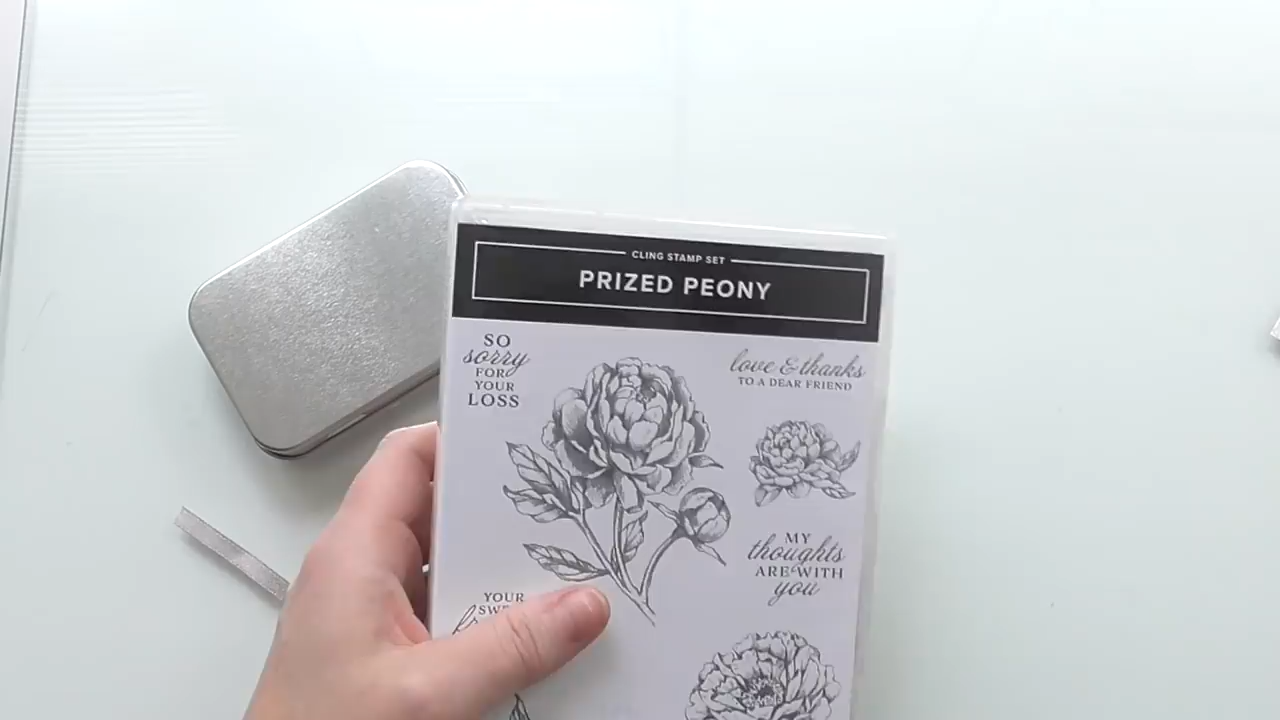 CLING STAMP SET
PRIZED PEONY
SO
sorry
FOR
YOUR
LOSS
love & thanks
TO A DEAR FRIEND
MY
thoughts
ARE WITH
you
YOUR